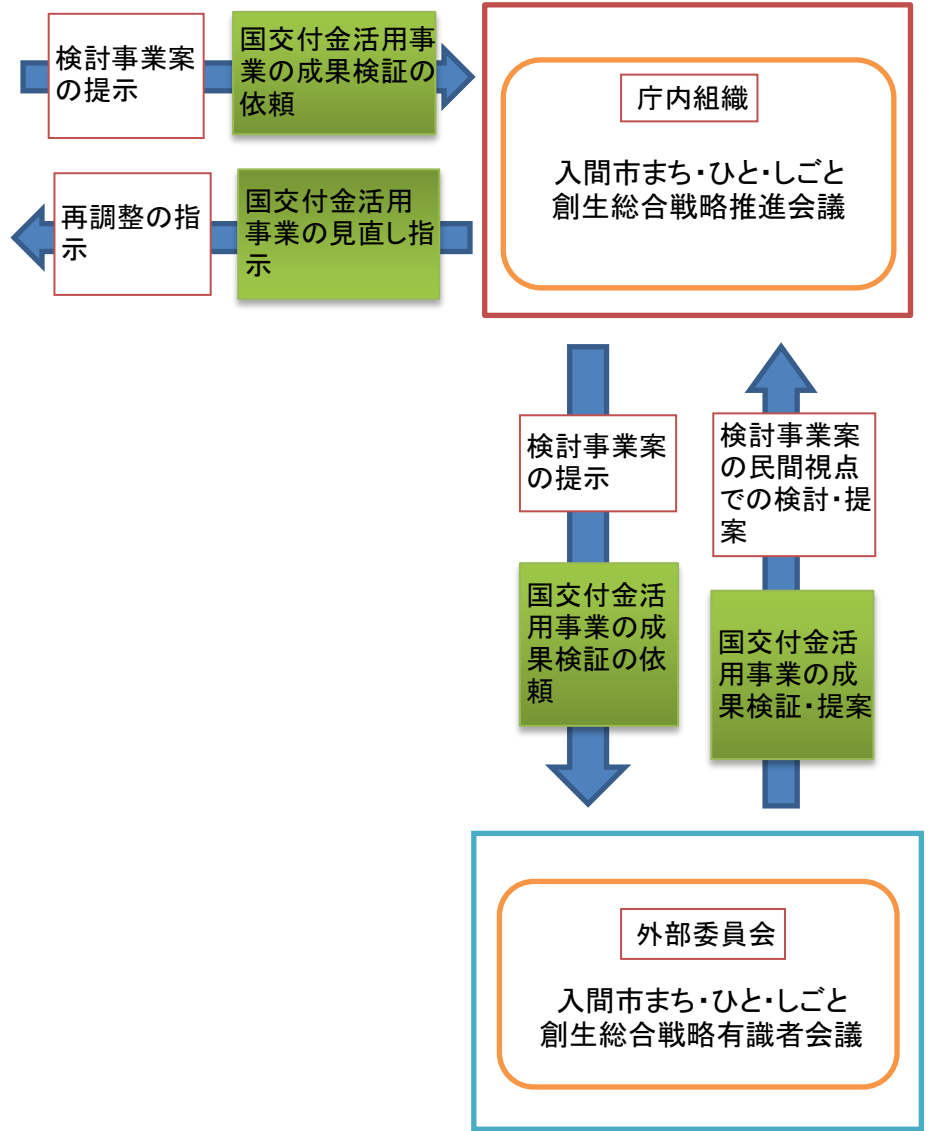 検討事業案
の提示
国交付金活用事
業の成果検証の
依頼
庁内組織
入間市まち・ひと・しごと
創生総合戦略推進会議
再調整の指
示
国交付金活用
事業の見直し指
示
検討事業案
の提示
検討事業案
の民間視点
での検討・提
案
国交付金活
用事業の成
果検証の依
頼
国交付金活
用事業の成
果検証・提案
外部委員会
入間市まち・ひと・しごと
創生総合戦略有識者会議